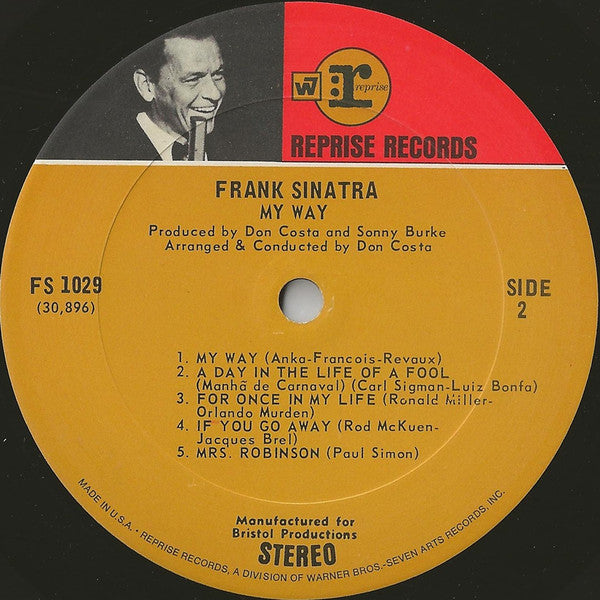 W7 r reprise
REPRISE RECORDS
FRANK SINATRA
MY WAY
Produced by Don Costa and Sonny Burke
Arranged & Conducted by Don Costa
FS 1029
(30,896)
SIDE
2
1. MY WAY (Anka-Francois-Revaux)
2. A DAY IN THE LIFE OF A FOOL
(Manhã de Carnaval) (Carl Sigman-Luiz Bonfa)
3. FOR ONCE IN MY LIFE (Ronald Miller-
Orlando Murden)
4. IF YOU GO AWAY (Rod McKuen-
Jacques Brel)
5. MRS. ROBINSON (Paul Simon)
Manufactured for
Bristol Productions
STEREO
MADE IN U.S.A. • REPRISE RECORDS, A DIVISION OF WARNER BROS.-SEVEN ARTS RECORDS, INC.